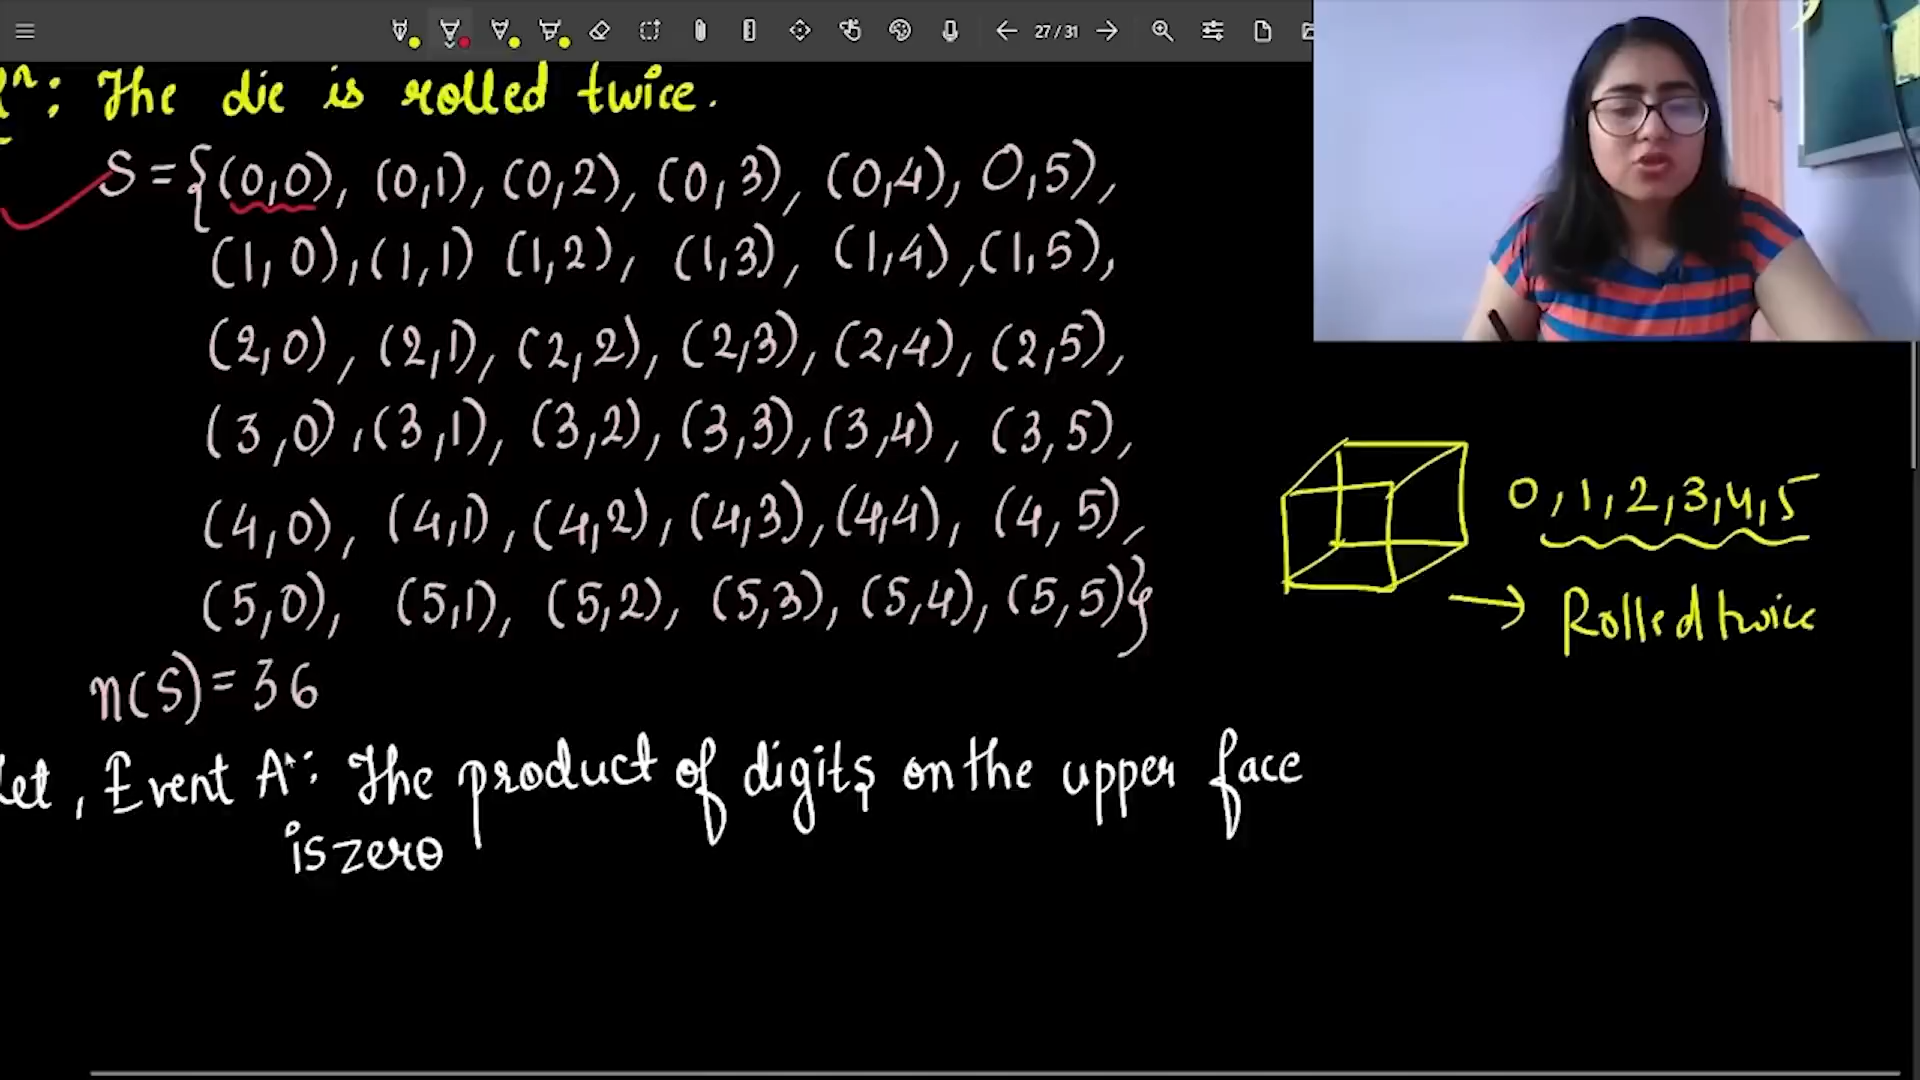 27 / 31
: The die is rolled twice.
S = {(0,0), (0,1), (0,2), (0,3), (0,4), 0,5),
(1,0), (1,1) (1,2), (1,3), (1,4), (1,5),
(2,0), (2,1), (2,2), (2,3), (2,4), (2,5),
(3,0), (3,1), (3,2), (3,3), (3,4), (3,5),
(4,0), (4,1), (4,2), (4,3), (4,4), (4,5),
(5,0), (5,1), (5,2), (5,3), (5,4), (5,5)}
n(S) = 36
0,1,2,3,4,5
→ Rolled twice
Let, Event A: The product of digits on the upper face
is zero